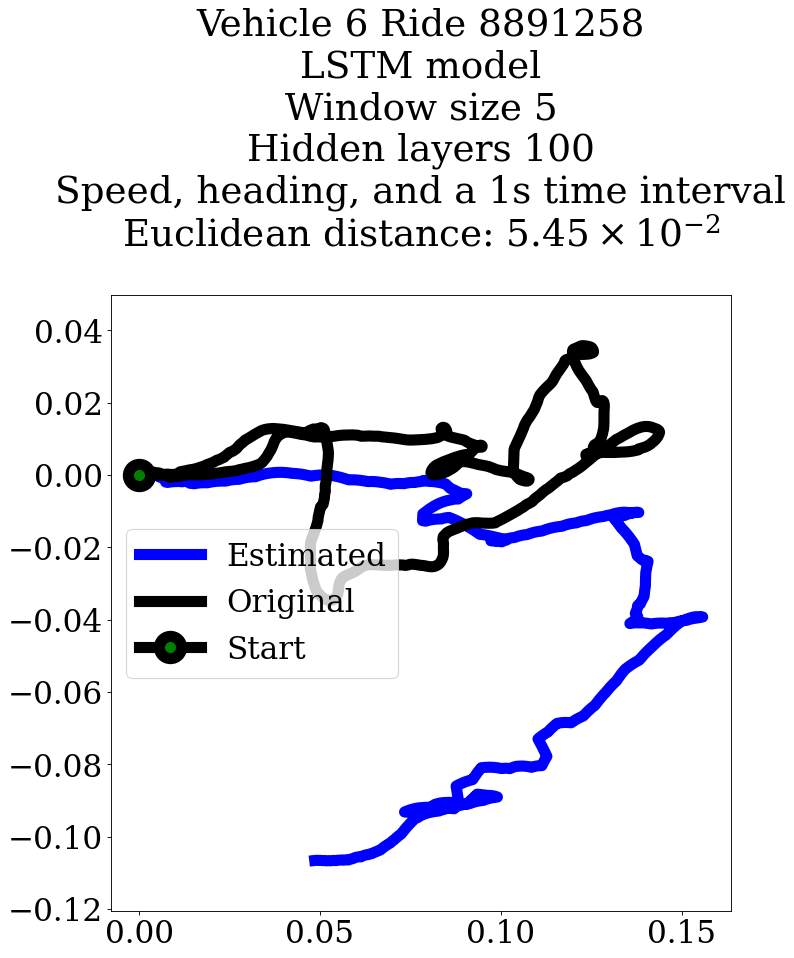 Vehicle 6 Ride 8891258
LSTM model
Window size 5
Hidden layers 100
Speed, heading, and a 1s time interval
Euclidean distance: 5.45 × 10⁻²
0.04
0.02
0.00
−0.02
−0.04
−0.06
−0.08
−0.10
−0.12
Estimated
Original
Start
0.00 0.05 0.10 0.15